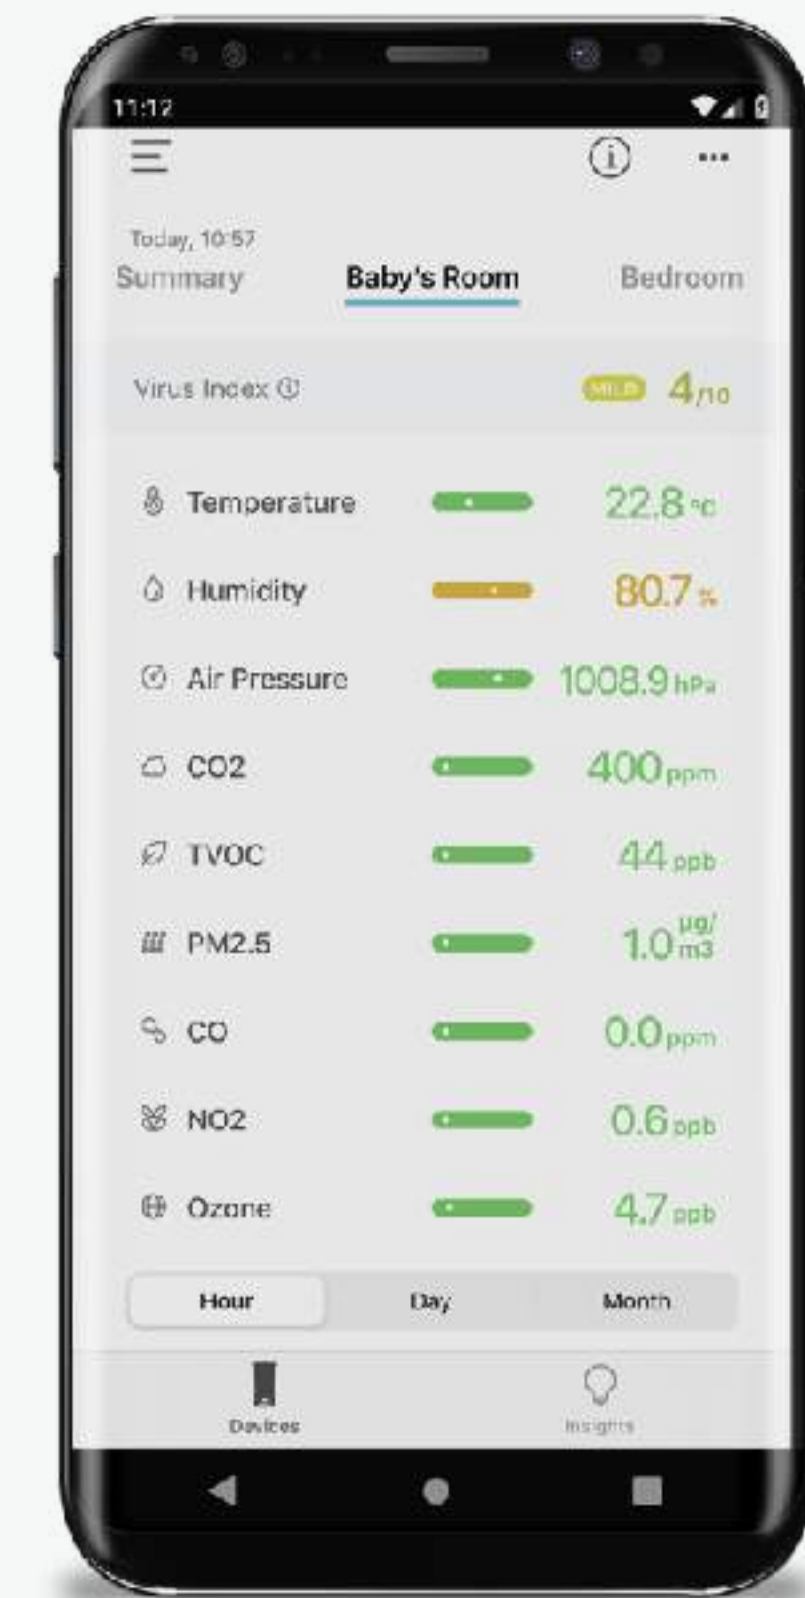 11:12
Today, 10:57
Summary Baby's Room Bedroom
Virus Index MILD 4/10
Temperature 22.8 °C
Humidity 80.7 %
Air Pressure 1008.9 hPa
CO2 400 ppm
TVOC 44 ppb
PM2.5 1.0 µg/m3
CO 0.0 ppm
NO2 0.6 ppb
Ozone 4.7 ppb
Hour Day Month
Devices Insights